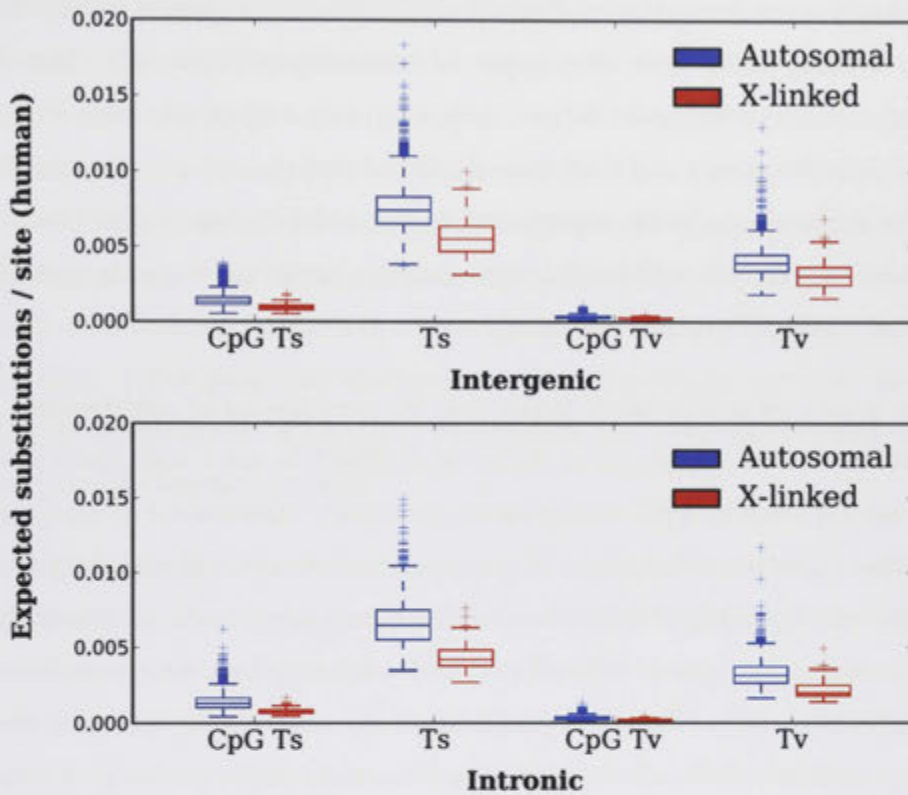 Expected substitutions / site (human)
0.020
0.015
0.010
0.005
0.000
Autosomal
X-linked
CpG Ts
Ts
CpG Tv
Tv
Intergenic
0.020
0.015
0.010
0.005
0.000
Autosomal
X-linked
CpG Ts
Ts
CpG Tv
Tv
Intronic